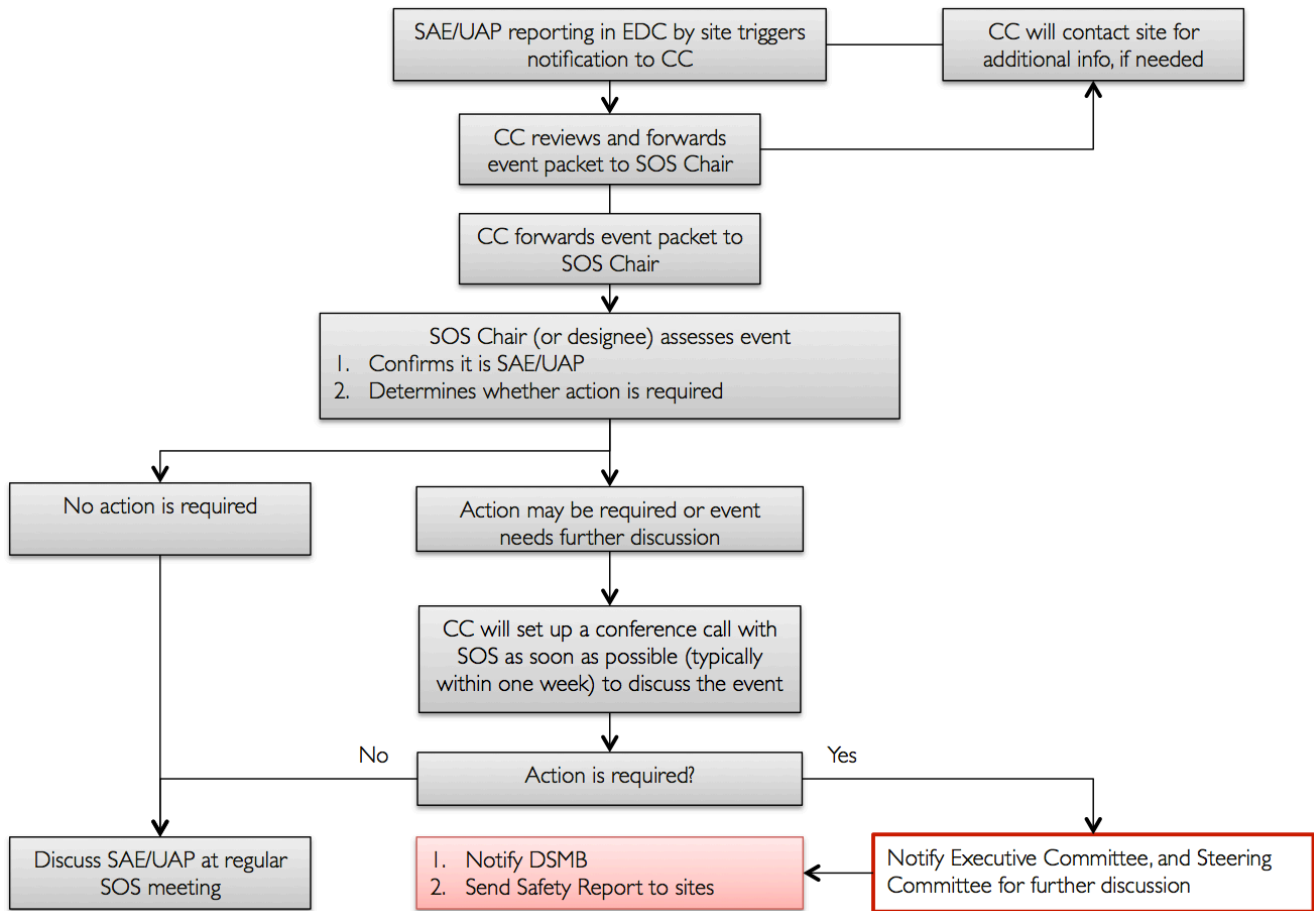 SAE/UAP reporting in EDC by site triggers
notification to CC
CC will contact site for
additional info, if needed
CC reviews and forwards
event packet to SOS Chair
CC forwards event packet to
SOS Chair
SOS Chair (or designee) assesses event
1. Confirms it is SAE/UAP
2. Determines whether action is required
No action is required
Action may be required or event
needs further discussion
CC will set up a conference call with
SOS as soon as possible (typically
within one week) to discuss the event
No
Action is required?
Yes
Discuss SAE/UAP at regular
SOS meeting
1. Notify DSMB
2. Send Safety Report to sites
Notify Executive Committee, and Steering
Committee for further discussion